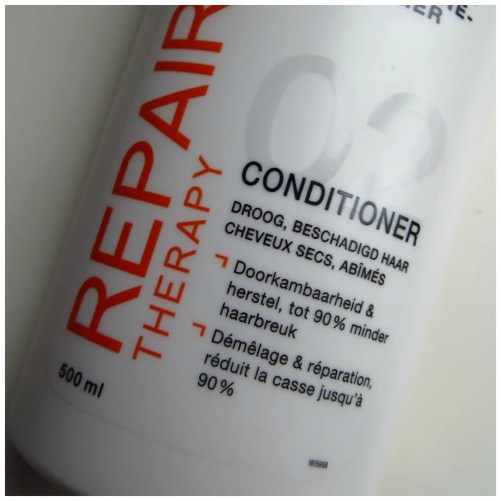 REPAIR
THERAPY
02
CONDITIONER
DROOG, BESCHADIGD HAAR
CHEVEUX SECS, ABÎMÉS
Doorkambaarheid &
herstel, tot 90% minder
haarbreuk
Démêlage & réparation,
réduit la casse jusqu'à
90%
500 ml